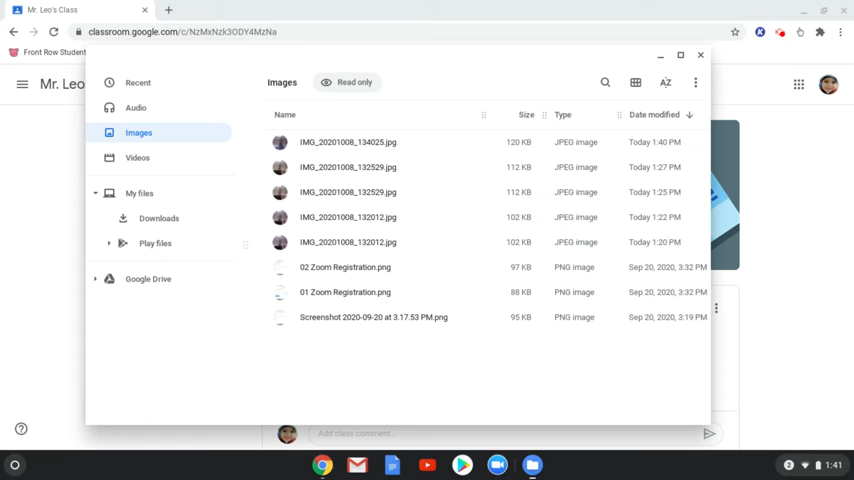 Mr. Leo's Class
classroom.google.com/c/NzMxNzk3ODY4MzNa
Front Row Student
Mr. Leo
Recent
Audio
Images
Videos
My files
Downloads
Play files
Google Drive
Images
Read only
AZ
Name Size Type Date modified
IMG_20201008_134025.jpg 120 KB JPEG image Today 1:40 PM
IMG_20201008_132529.jpg 112 KB JPEG image Today 1:27 PM
IMG_20201008_132529.jpg 112 KB JPEG image Today 1:25 PM
IMG_20201008_132012.jpg 102 KB JPEG image Today 1:22 PM
IMG_20201008_132012.jpg 102 KB JPEG image Today 1:20 PM
02 Zoom Registration.png 97 KB PNG image Sep 20, 2020, 3:32 PM
01 Zoom Registration.png 88 KB PNG image Sep 20, 2020, 3:32 PM
Screenshot 2020-09-20 at 3.17.53 PM.png 95 KB PNG image Sep 20, 2020, 3:19 PM
Add class comment...
2 1:41